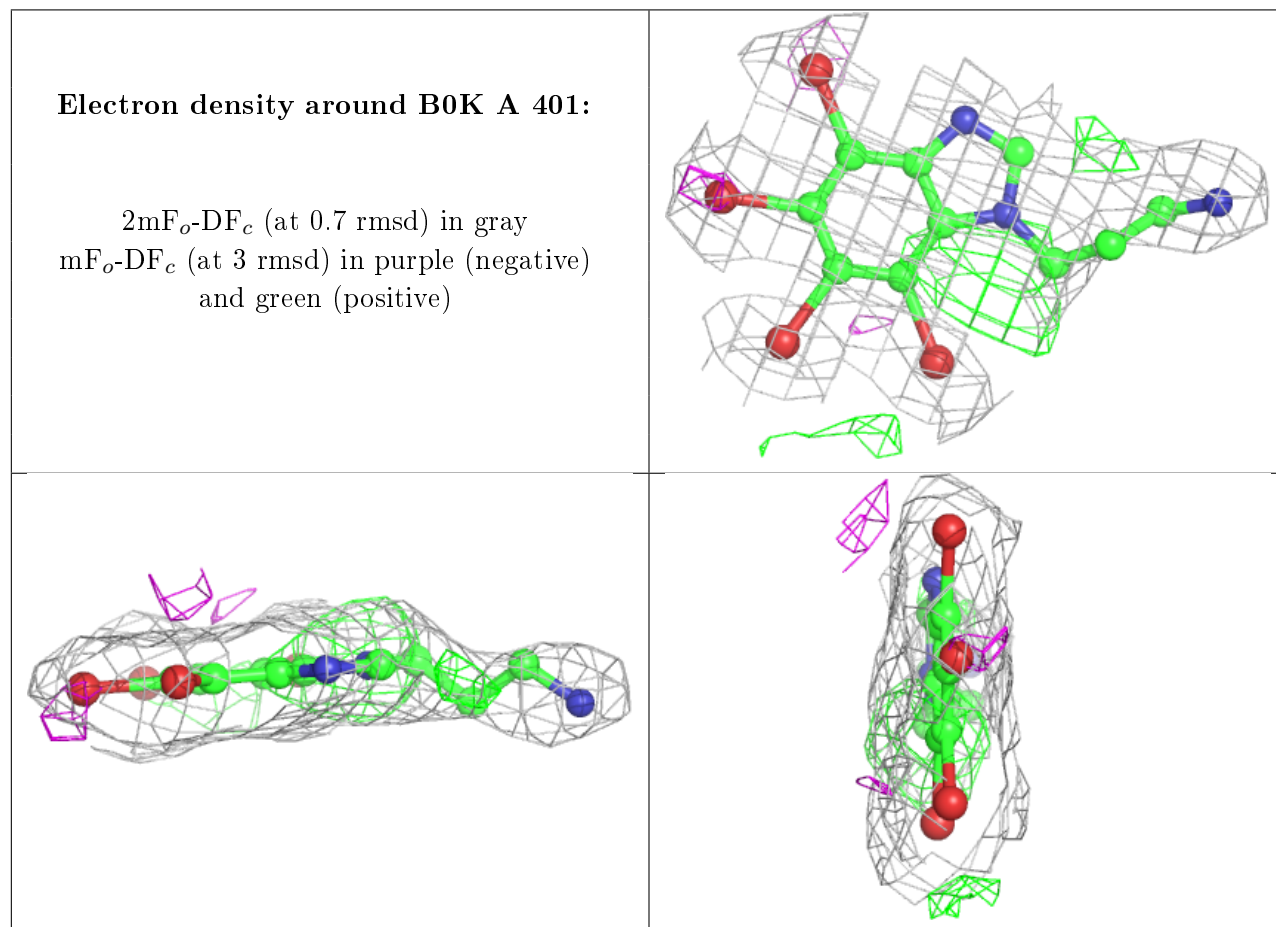 Electron density around B0K A 401:
2mFo-DFc (at 0.7 rmsd) in gray
mFo-DFc (at 3 rmsd) in purple (negative)
and green (positive)